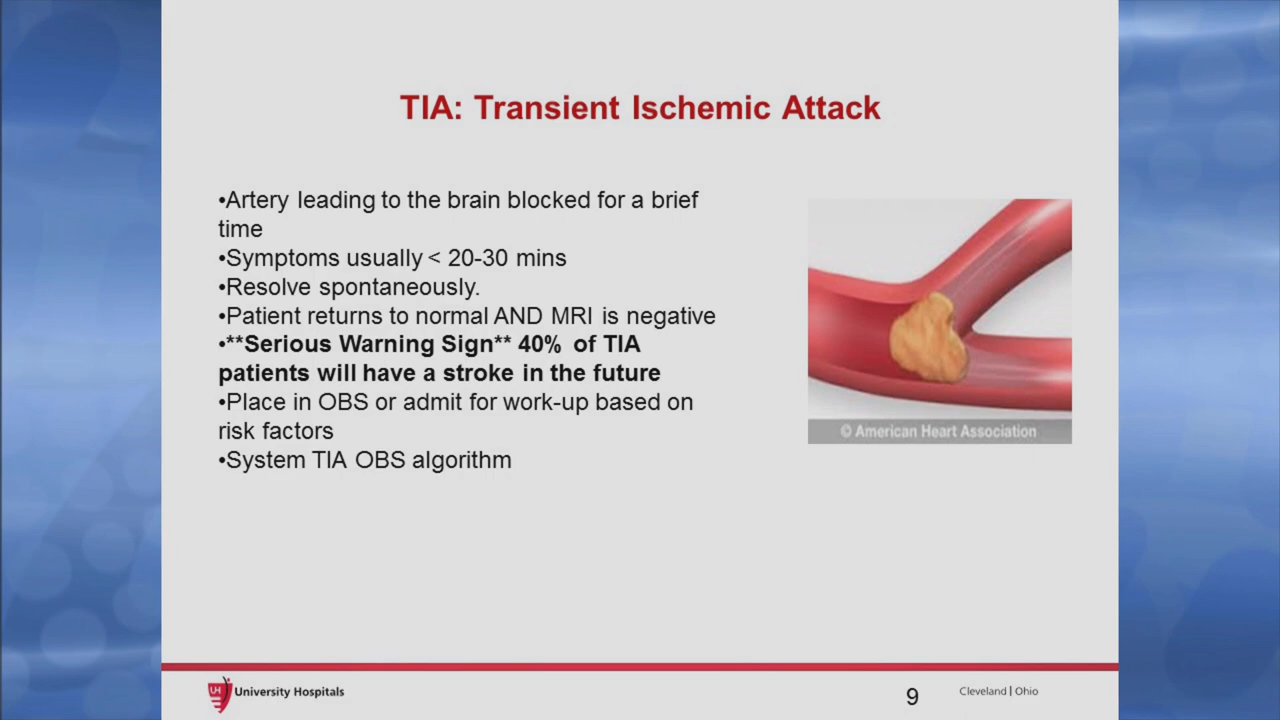 TIA: Transient Ischemic Attack
•Artery leading to the brain blocked for a brief
time
•Symptoms usually < 20-30 mins
•Resolve spontaneously.
•Patient returns to normal AND MRI is negative
•**Serious Warning Sign** 40% of TIA
patients will have a stroke in the future
•Place in OBS or admit for work-up based on
risk factors
•System TIA OBS algorithm
© American Heart Association
UH University Hospitals
9
Cleveland | Ohio